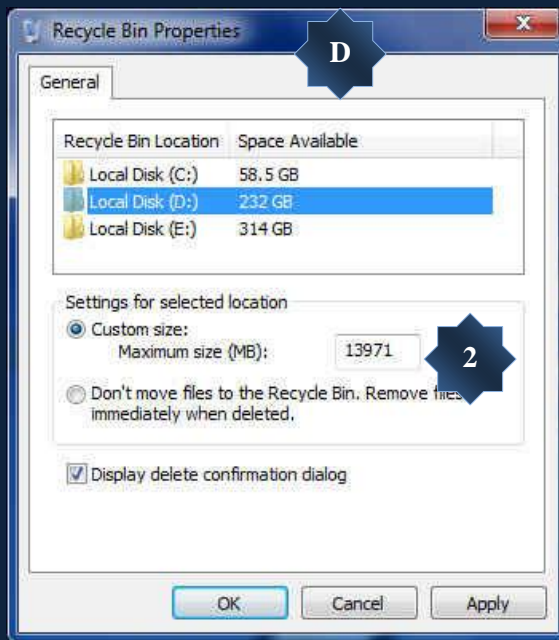 Recycle Bin Properties
D
General
Recycle Bin Location Space Available
Local Disk (C:) 58.5 GB
Local Disk (D:) 232 GB
Local Disk (E:) 314 GB
Settings for selected location
Custom size:
Maximum size (MB): 13971
2
Don't move files to the Recycle Bin. Remove files
immediately when deleted.
Display delete confirmation dialog
OK Cancel Apply